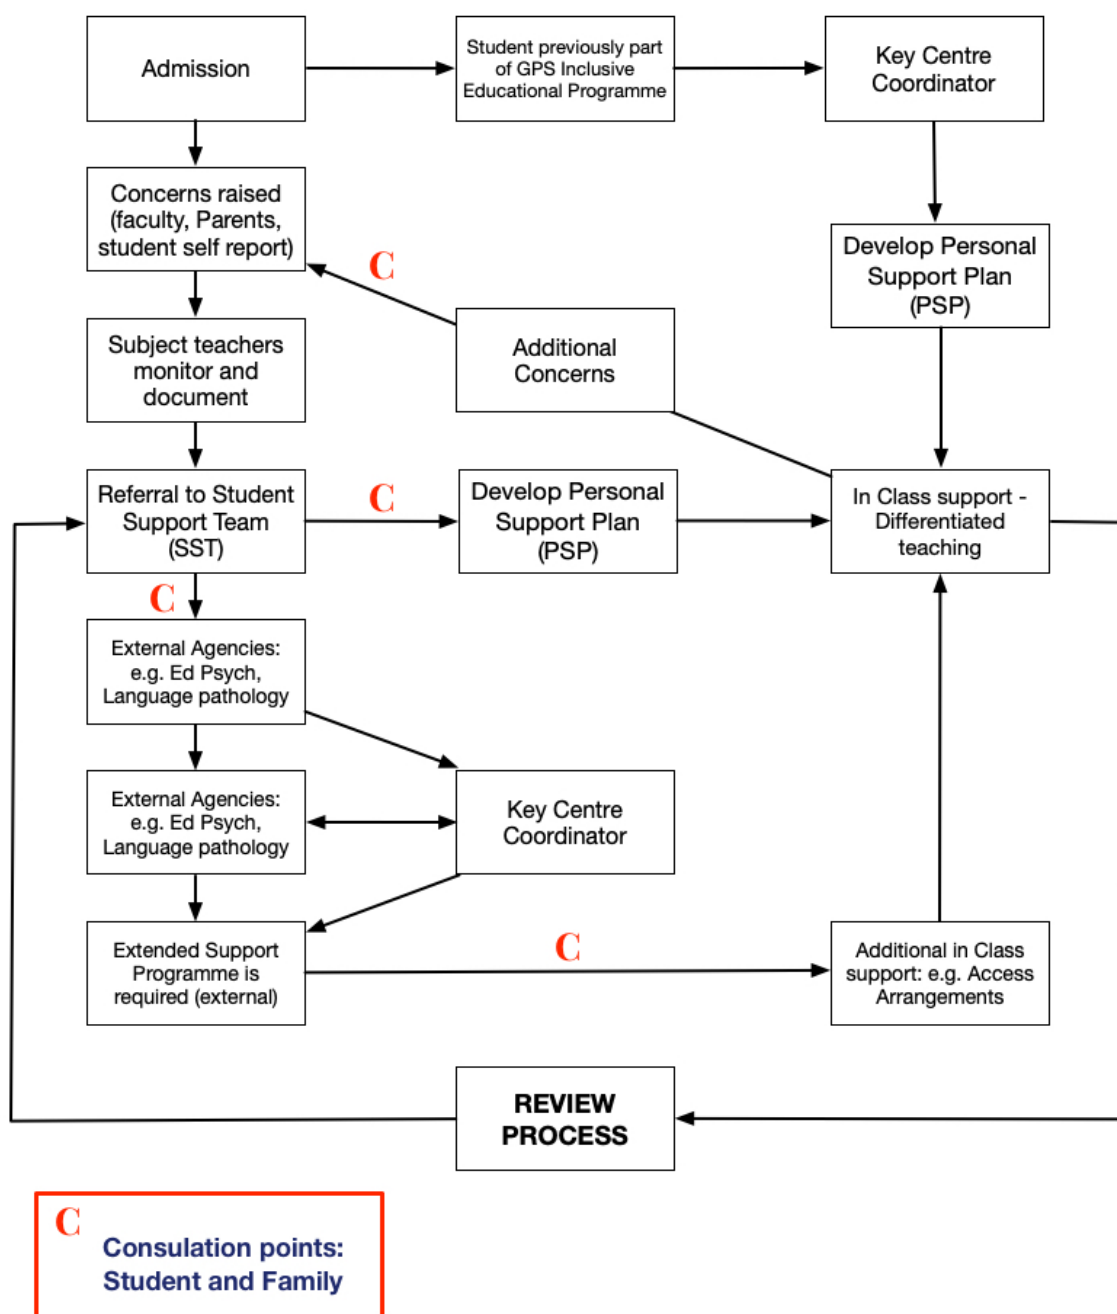 Admission
Student previously part
of GPS Inclusive
Educational Programme
Key Centre
Coordinator
Concerns raised
(faculty, Parents,
student self report)
C
Develop Personal
Support Plan
(PSP)
Subject teachers
monitor and
document
Additional
Concerns
Referral to Student
Support Team
(SST)
C
Develop Personal
Support Plan
(PSP)
In Class support -
Differentiated
teaching
C
External Agencies:
e.g. Ed Psych,
Language pathology
External Agencies:
e.g. Ed Psych,
Language pathology
Key Centre
Coordinator
Extended Support
Programme is
required (external)
C
Additional in Class
support: e.g. Access
Arrangements
REVIEW
PROCESS
C
Consulation points:
Student and Family